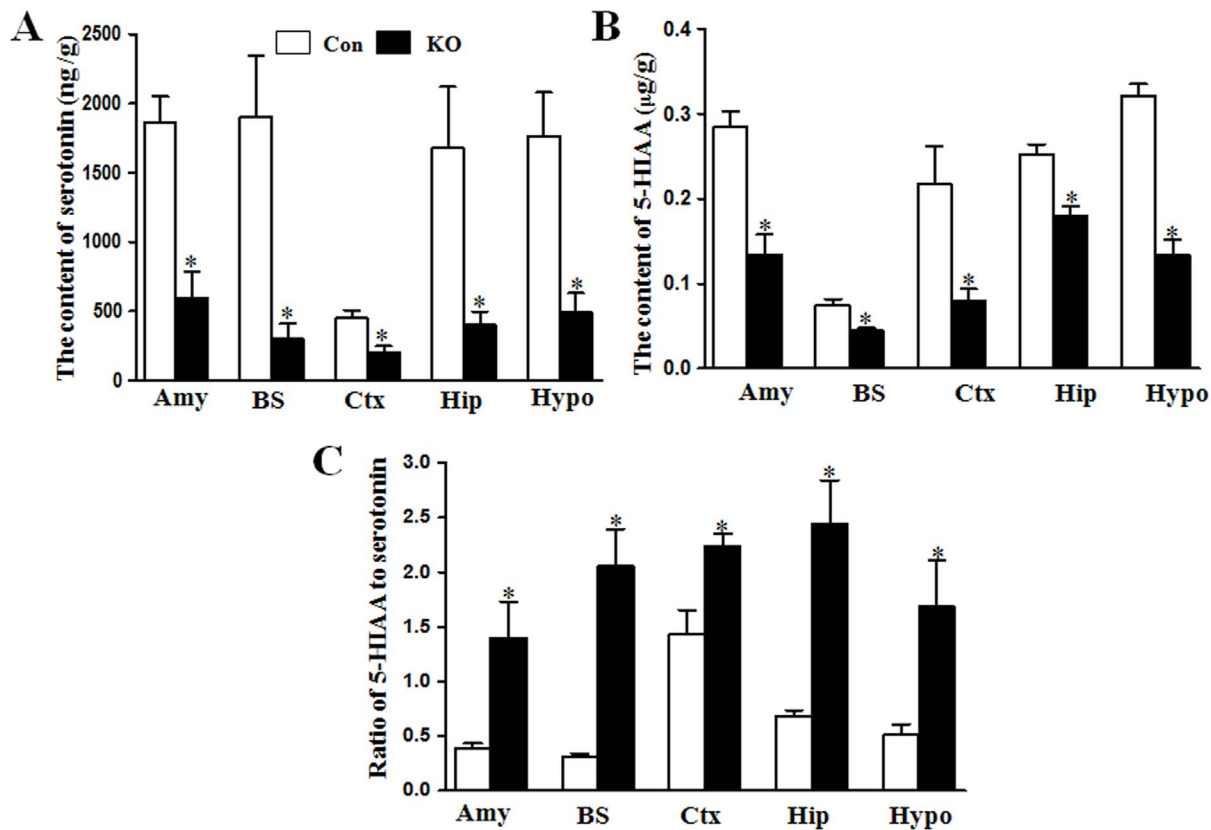 A
The content of serotonin (ng /g)
2500
2000
1500
1000
500
0
Con
KO
*
*
*
*
*
Amy
BS
Ctx
Hip
Hypo
B
The content of 5-HIAA (μg/g)
0.4
0.3
0.2
0.1
0.0
*
*
*
*
*
Amy
BS
Ctx
Hip
Hypo
C
Ratio of 5-HIAA to serotonin
3.0
2.5
2.0
1.5
1.0
0.5
0.0
*
*
*
*
*
Amy
BS
Ctx
Hip
Hypo